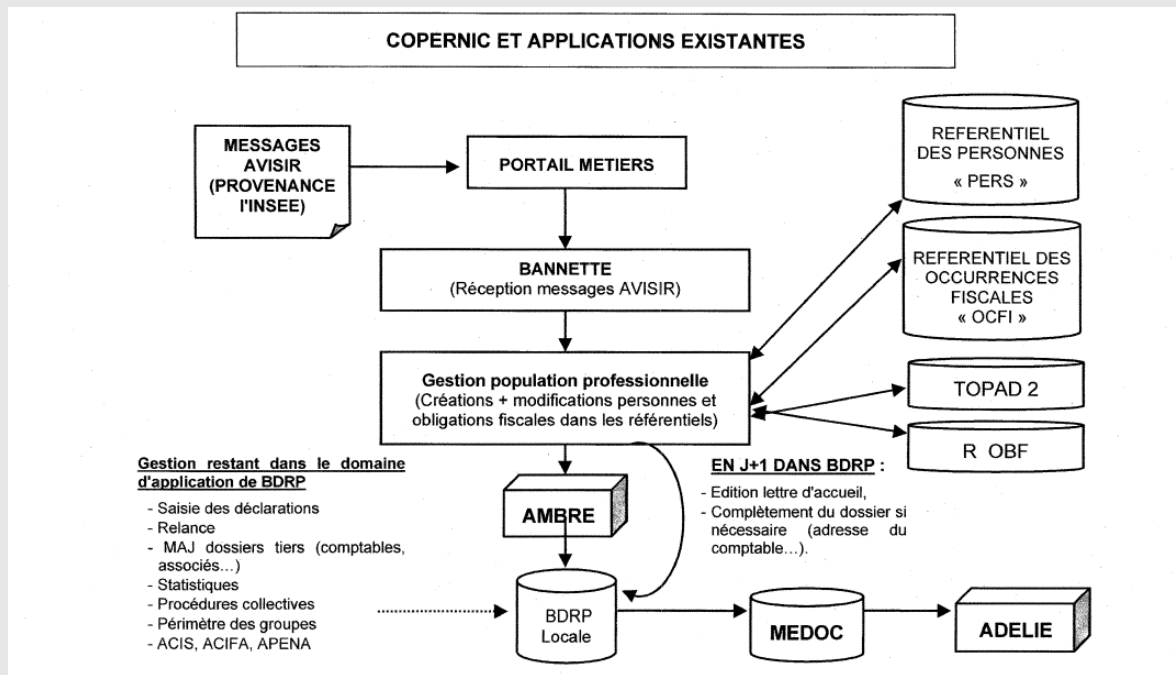 COPERNIC ET APPLICATIONS EXISTANTES
MESSAGES
AVISIR
(PROVENANCE
l'INSEE)
PORTAIL METIERS
REFERENTIEL
DES PERSONNES
« PERS »
BANNETTE
(Réception messages AVISIR)
REFERENTIEL DES
OCCURRENCES
FISCALES
« OCFI »
Gestion population professionnelle
(Créations + modifications personnes et
obligations fiscales dans les référentiels)
TOPAD 2
R OBF
Gestion restant dans le domaine
d'application de BDRP
- Saisie des déclarations
- Relance
- MAJ dossiers tiers (comptables,
associés...)
- Statistiques
- Procédures collectives
- Périmètre des groupes
- ACIS, ACIFA, APENA
AMBRE
EN J+1 DANS BDRP :
- Edition lettre d'accueil,
- Complètement du dossier si
nécessaire (adresse du
comptable...).
BDRP
Locale
MEDOC
ADELIE